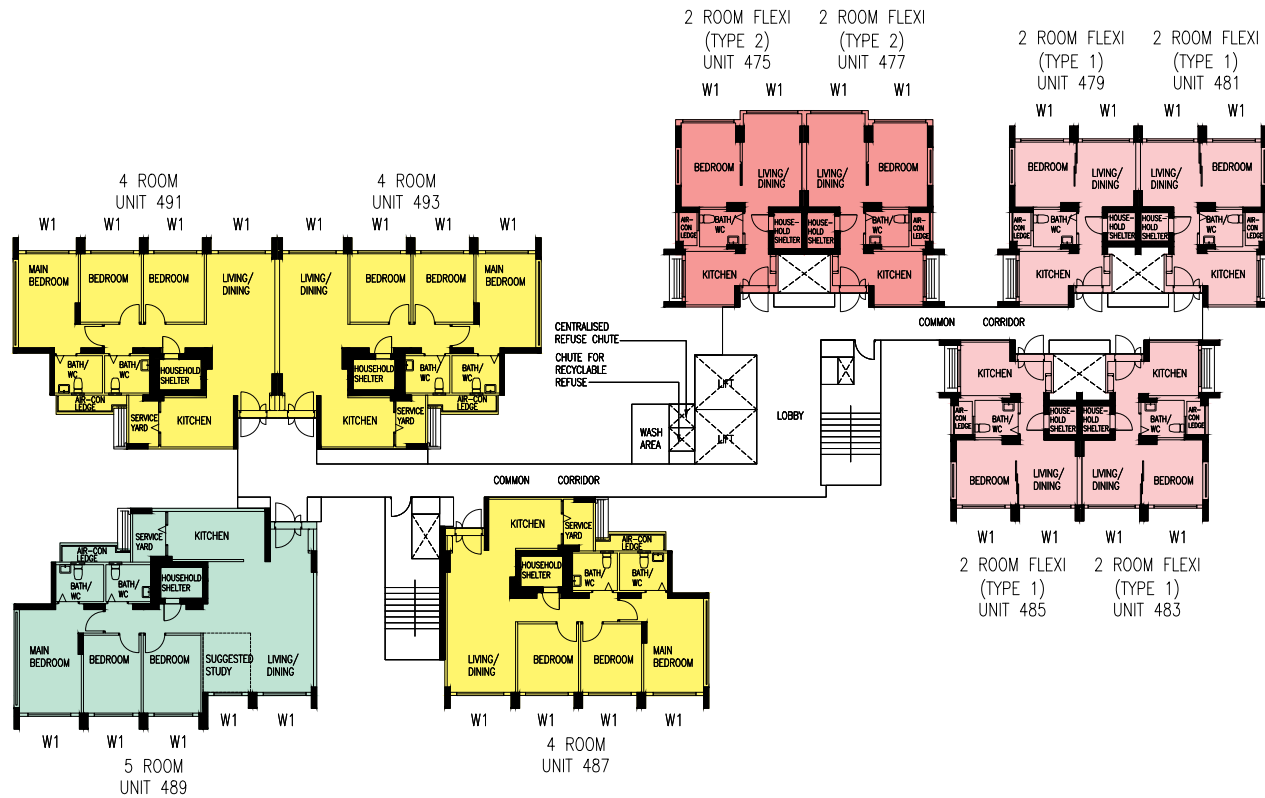 2 ROOM FLEXI
(TYPE 2)
UNIT 475
2 ROOM FLEXI
(TYPE 2)
UNIT 477
2 ROOM FLEXI
(TYPE 1)
UNIT 479
2 ROOM FLEXI
(TYPE 1)
UNIT 481
W1 W1 W1 W1
W1 W1 W1 W1
BEDROOM
LIVING/
DINING
LIVING/
DINING
BEDROOM
BATH/
WC
HOUSE-
HOLD
SHELTER
HOUSE-
HOLD
SHELTER
BATH/
WC
AIR-
CON
LEDGE
AIR-
CON
LEDGE
KITCHEN
KITCHEN
BEDROOM
LIVING/
DINING
LIVING/
DINING
BEDROOM
AIR-
CON
LEDGE
BATH/
WC
HOUSE-
HOLD
SHELTER
HOUSE-
HOLD
SHELTER
BATH/
WC
AIR-
CON
LEDGE
KITCHEN
KITCHEN
4 ROOM
UNIT 491
4 ROOM
UNIT 493
W1 W1 W1 W1 W1 W1 W1 W1
MAIN
BEDROOM
BEDROOM
BEDROOM
LIVING/
DINING
LIVING/
DINING
BEDROOM
BEDROOM
MAIN
BEDROOM
BATH/
WC
BATH/
WC
HOUSEHOLD
SHELTER
HOUSEHOLD
SHELTER
BATH/
WC
BATH/
WC
AIR-CON
LEDGE
SERVICE
YARD
KITCHEN
KITCHEN
SERVICE
YARD
AIR-CON
LEDGE
CENTRALISED
REFUSE CHUTE
CHUTE FOR
RECYCLABLE
REFUSE
WASH
AREA
LIFT
LIFT
LOBBY
COMMON CORRIDOR
COMMON CORRIDOR
KITCHEN
KITCHEN
AIR-
CON
LEDGE
BATH/
WC
HOUSE-
HOLD
SHELTER
HOUSE-
HOLD
SHELTER
BATH/
WC
AIR-
CON
LEDGE
BEDROOM
LIVING/
DINING
LIVING/
DINING
BEDROOM
W1 W1 W1 W1
2 ROOM FLEXI
(TYPE 1)
UNIT 485
2 ROOM FLEXI
(TYPE 1)
UNIT 483
SERVICE
YARD
KITCHEN
AIR-CON
LEDGE
BATH/
WC
BATH/
WC
HOUSEHOLD
SHELTER
MAIN
BEDROOM
BEDROOM
BEDROOM
SUGGESTED
STUDY
LIVING/
DINING
W1 W1 W1 W1 W1
5 ROOM
UNIT 489
KITCHEN
SERVICE
YARD
AIR-CON
LEDGE
HOUSEHOLD
SHELTER
BATH/
WC
BATH/
WC
LIVING/
DINING
BEDROOM
BEDROOM
MAIN
BEDROOM
W1 W1 W1 W1
4 ROOM
UNIT 487